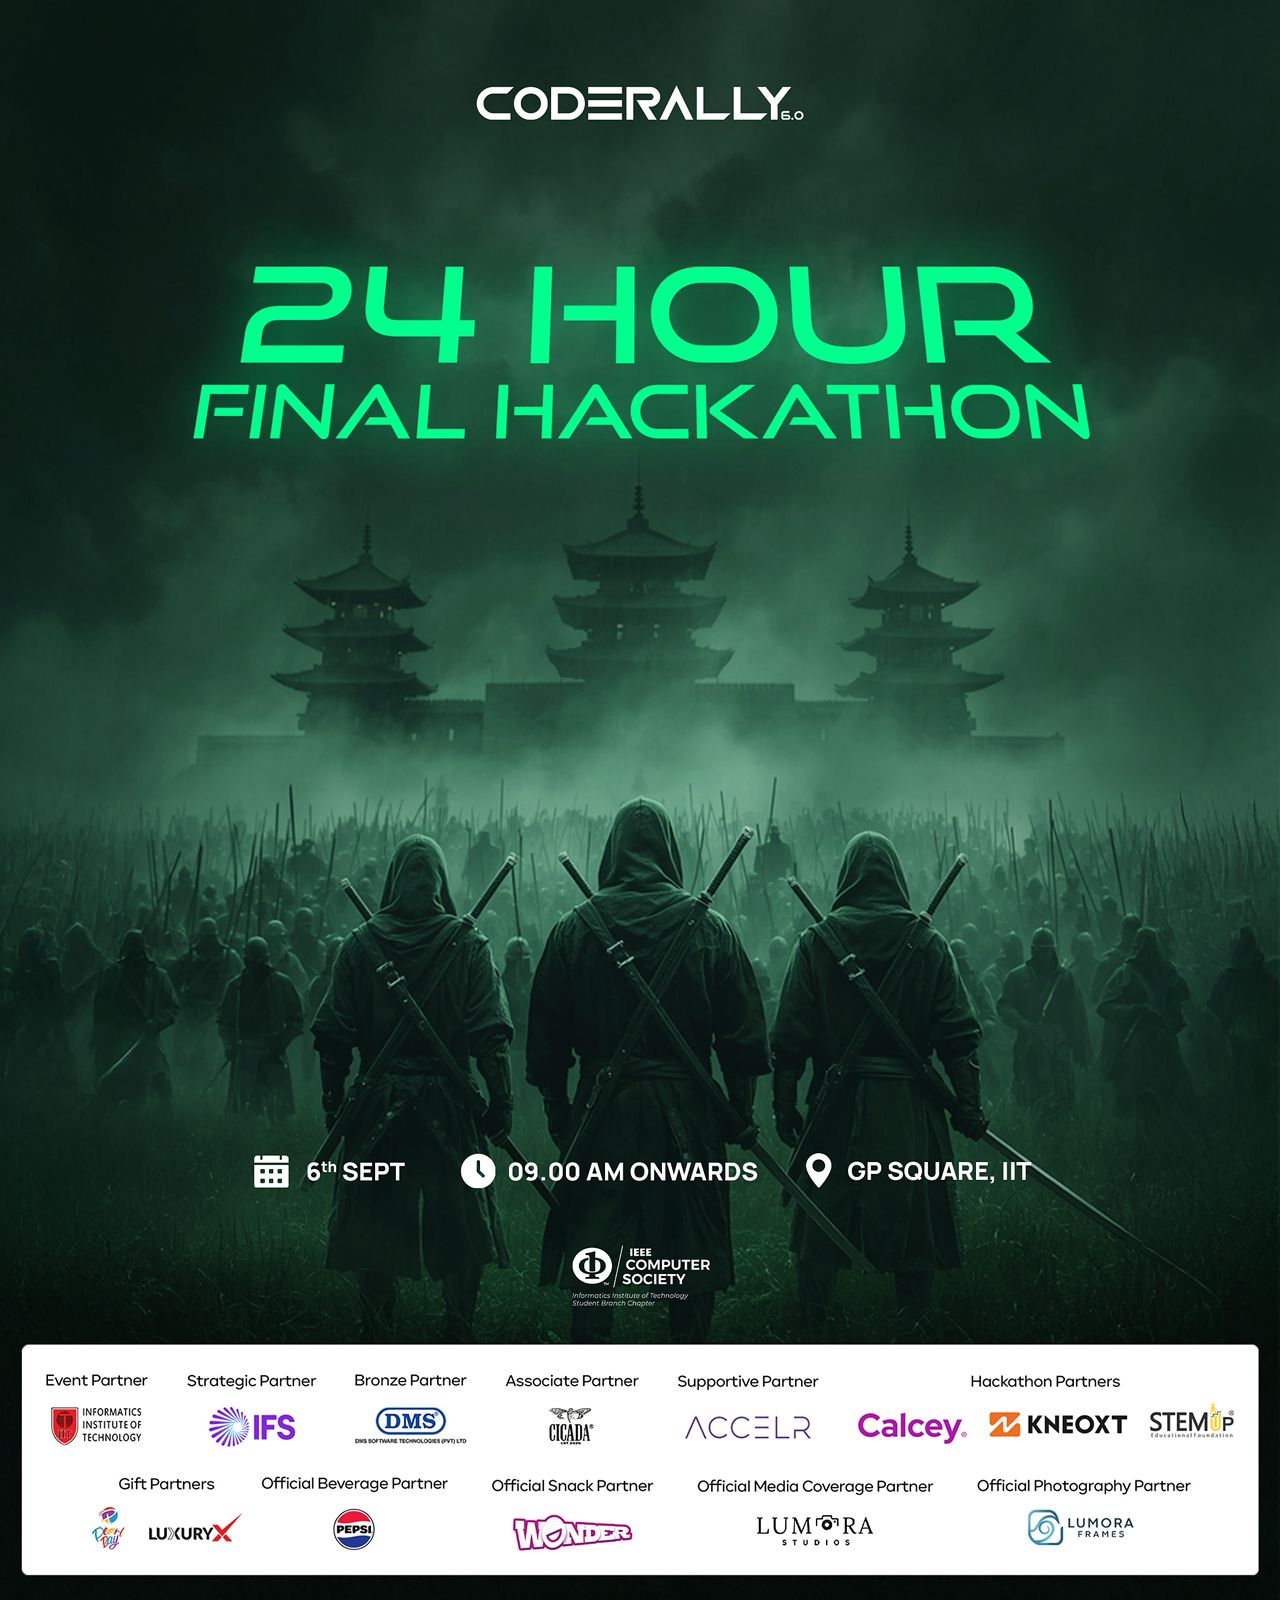 CODERALLY 6.0
24 HOUR
FINAL HACKATHON
6th SEPT
09.00 AM ONWARDS
GP SQUARE, IIT
IEEE
COMPUTER
SOCIETY
Informatics Institute of Technology
Student Branch Chapter
Event Partner
INFORMATICS
INSTITUTE OF
TECHNOLOGY
Strategic Partner
IFS
Bronze Partner
DMS
DMS SOFTWARE TECHNOLOGIES (PVT) LTD
Associate Partner
CICADA
Supportive Partner
ACCELR
Hackathon Partners
Calcey
KNEOXT
STEMUP
Educational Foundation
Gift Partners
Pearl
Bay
LUXURYX
Official Beverage Partner
PEPSI
Official Snack Partner
WONDER
Official Media Coverage Partner
LUMORA
STUDIOS
Official Photography Partner
LUMORA
FRAMES